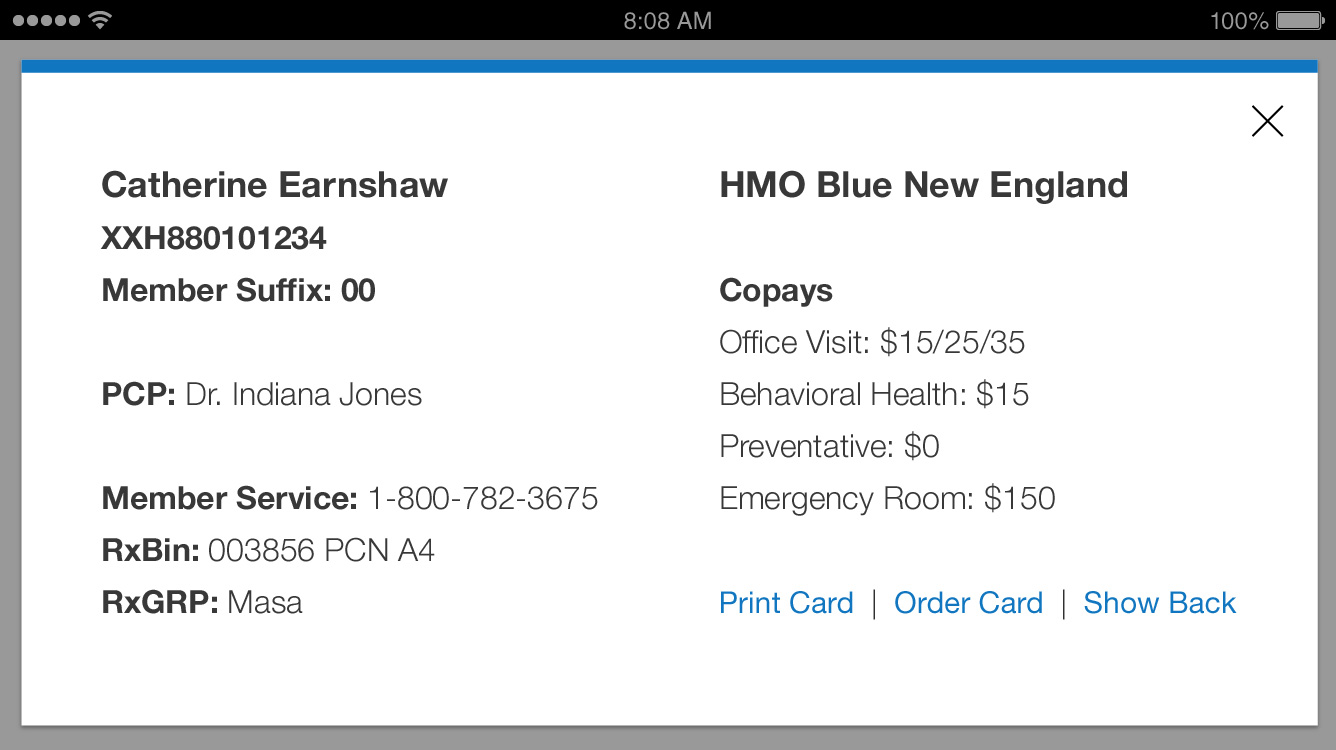 8:08 AM
100%
Catherine Earnshaw
XXH880101234
Member Suffix: 00
PCP: Dr. Indiana Jones
Member Service: 1-800-782-3675
RxBin: 003856 PCN A4
RxGRP: Masa
HMO Blue New England
Copays
Office Visit: $15/25/35
Behavioral Health: $15
Preventative: $0
Emergency Room: $150
Print Card | Order Card | Show Back